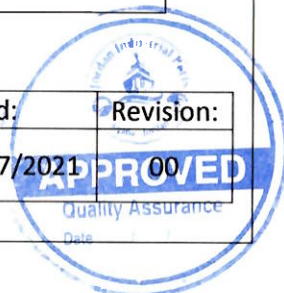 d:
Revision:
7/2021
00
APPROVED
Quality Assurance
Date